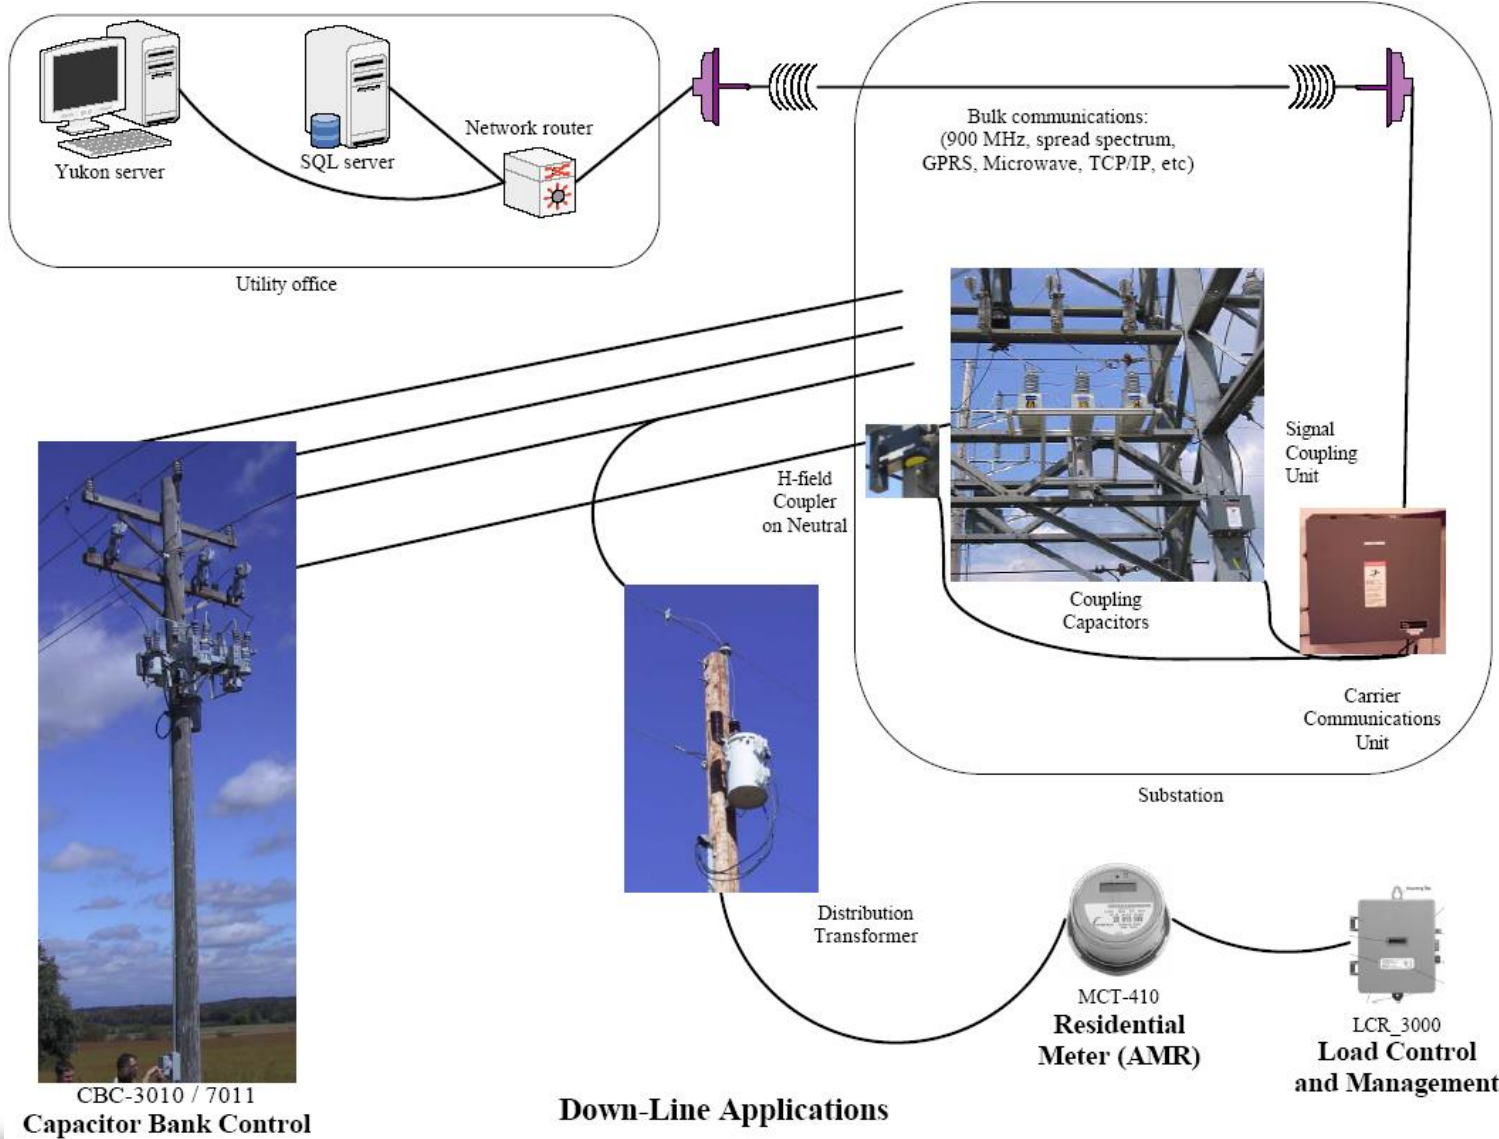 Yukon server
SQL server
Network router
Utility office
Bulk communications:
(900 MHz, spread spectrum,
GPRS, Microwave, TCP/IP, etc)
H-field
Coupler
on Neutral
Signal
Coupling
Unit
Coupling
Capacitors
Carrier
Communications
Unit
Substation
Distribution
Transformer
MCT-410
Residential
Meter (AMR)
LCR_3000
Load Control
and Management
CBC-3010 / 7011
Capacitor Bank Control
Down-Line Applications